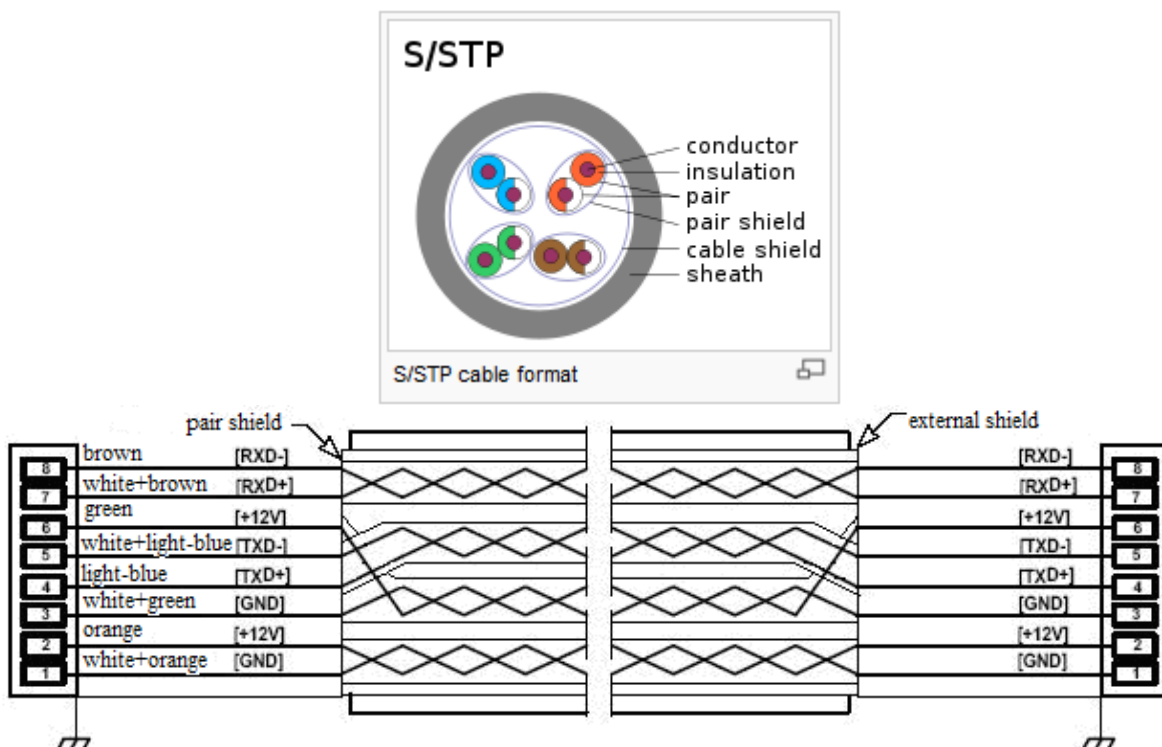 S/STP
conductor
insulation
pair
pair shield
cable shield
sheath
S/STP cable format
pair shield
external shield
8 brown [RXD-] [RXD-] 8
7 white+brown [RXD+] [RXD+] 7
6 green [+12V] [+12V] 6
5 white+light-blue [TXD-] [TXD-] 5
4 light-blue [TXD+] [TXD+] 4
3 white+green [GND] [GND] 3
2 orange [+12V] [+12V] 2
1 white+orange [GND] [GND] 1